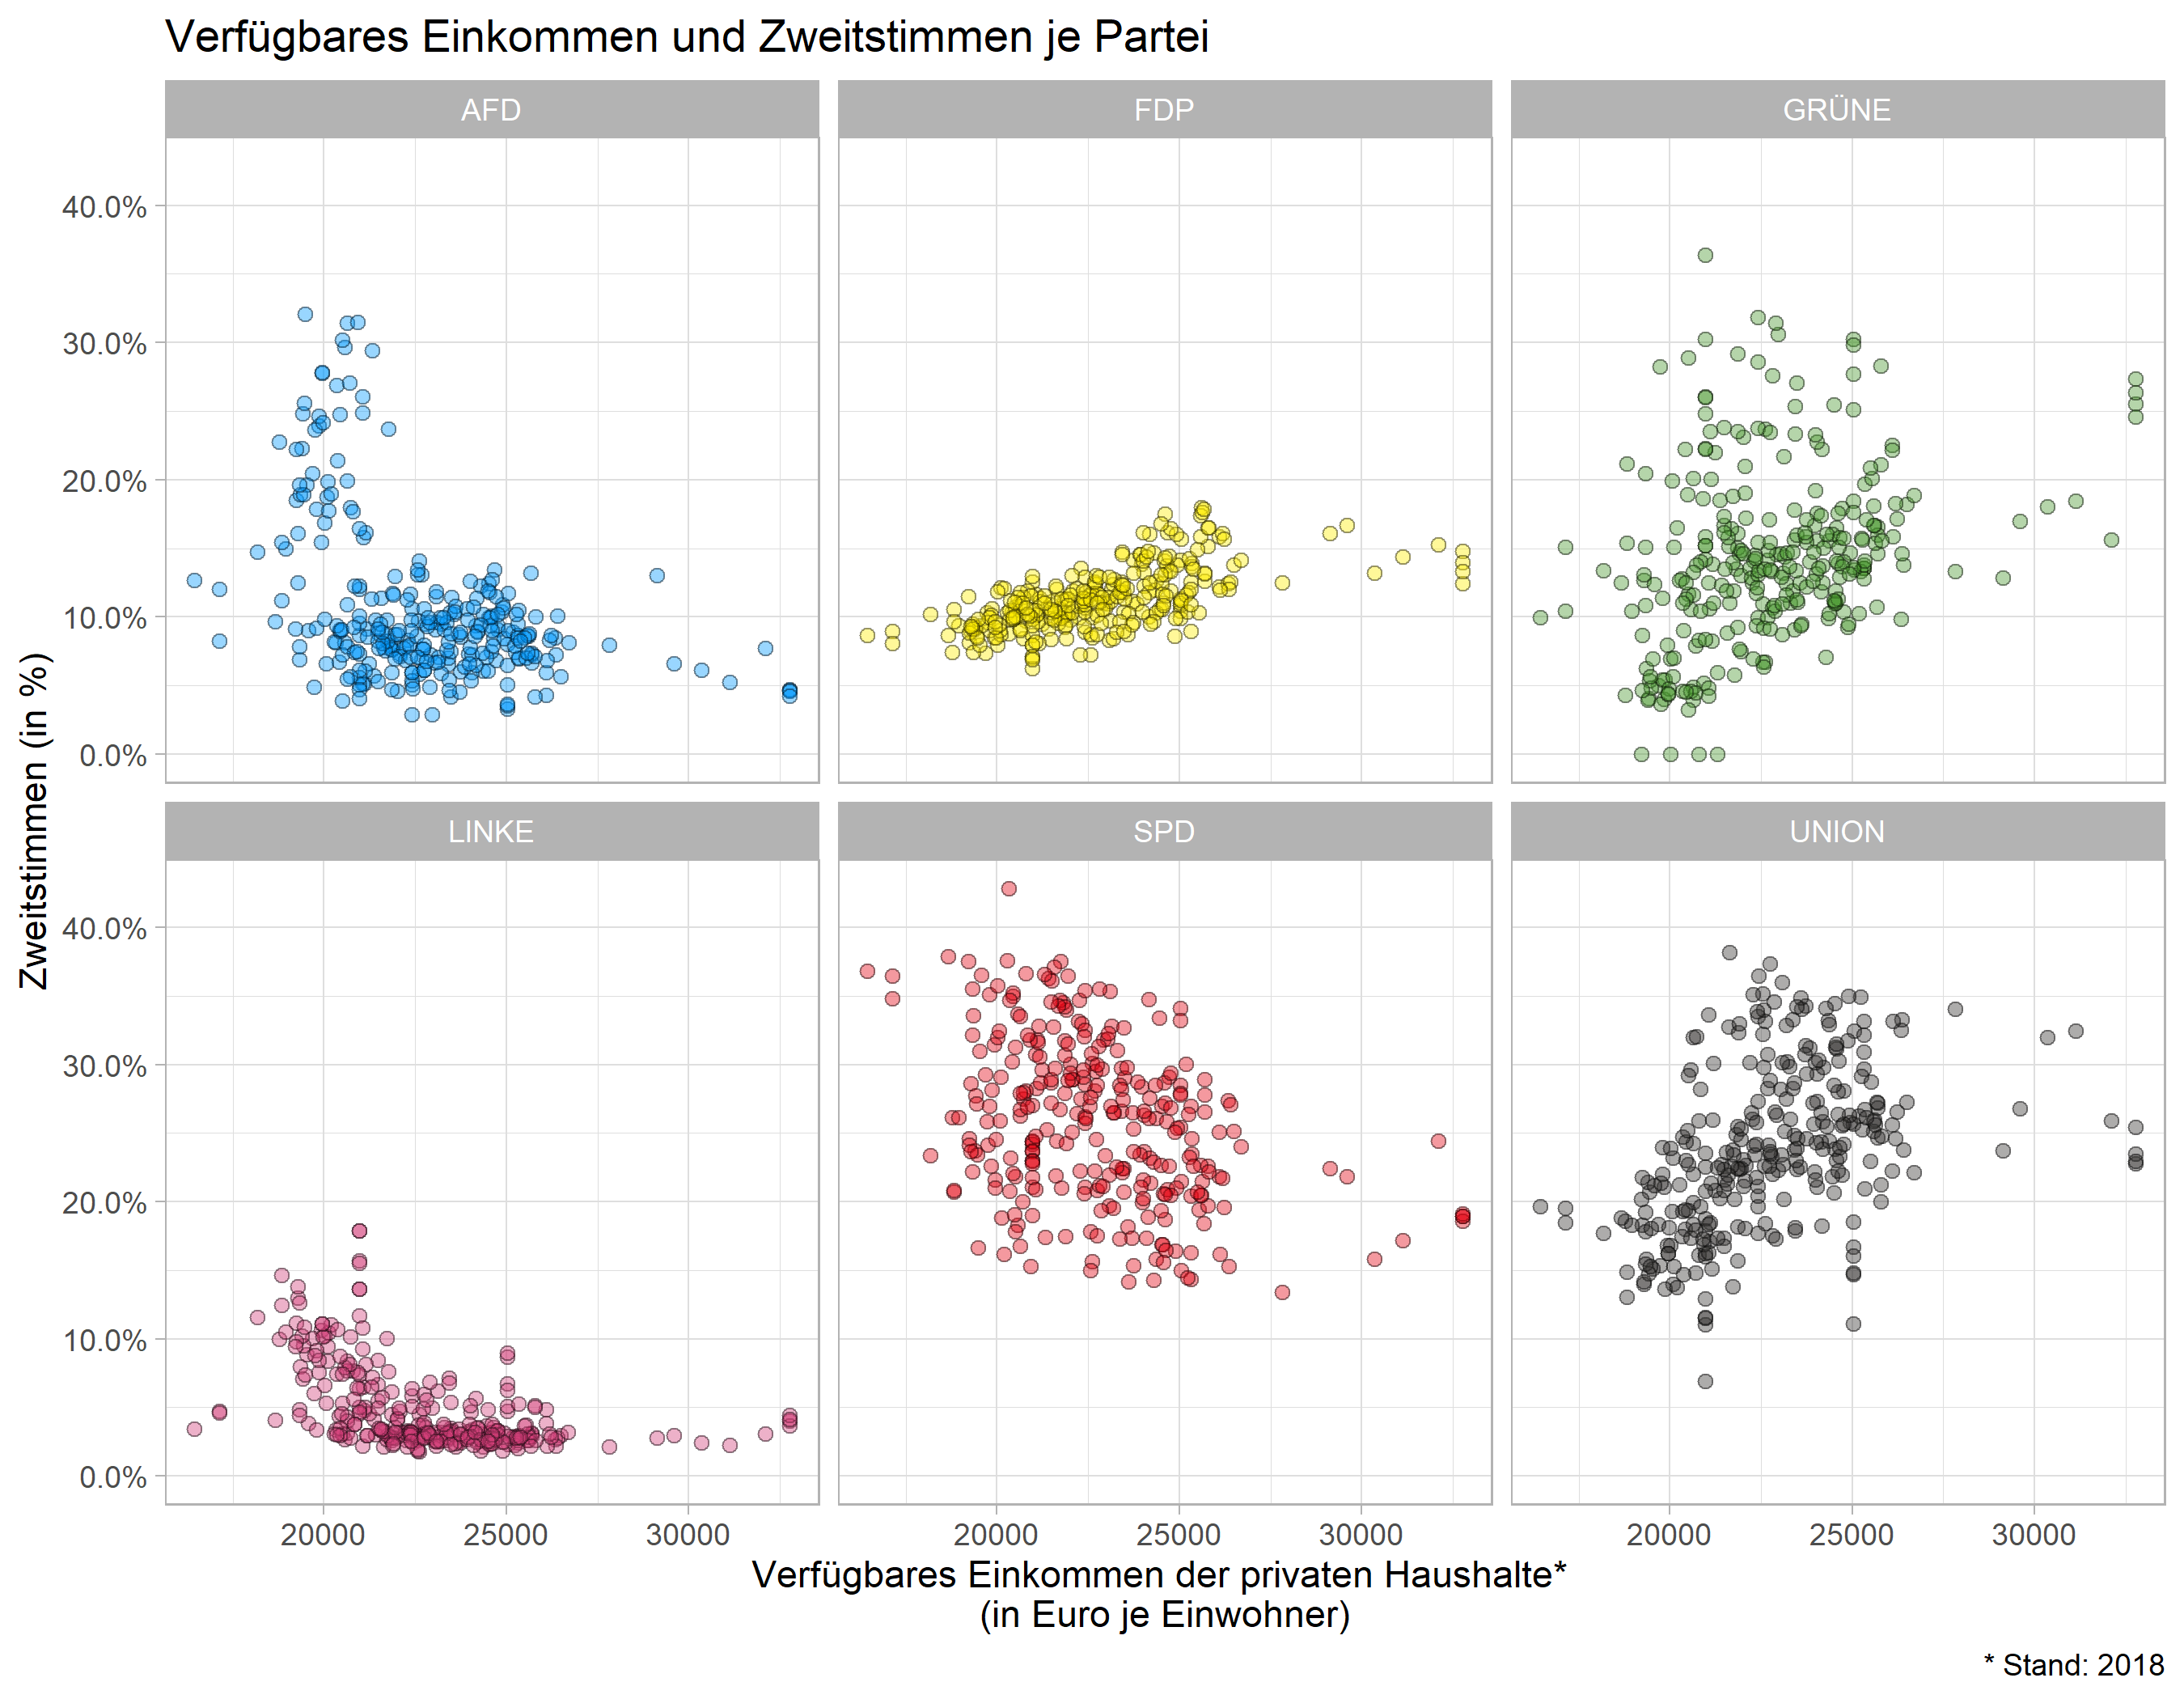 Verfügbares Einkommen und Zweitstimmen je Partei
AFD
FDP
GRÜNE
40.0%
30.0%
20.0%
10.0%
0.0%
LINKE
SPD
UNION
40.0%
30.0%
20.0%
10.0%
0.0%
Zweitstimmen (in %)
20000 25000 30000
20000 25000 30000
20000 25000 30000
Verfügbares Einkommen der privaten Haushalte*
(in Euro je Einwohner)
* Stand: 2018